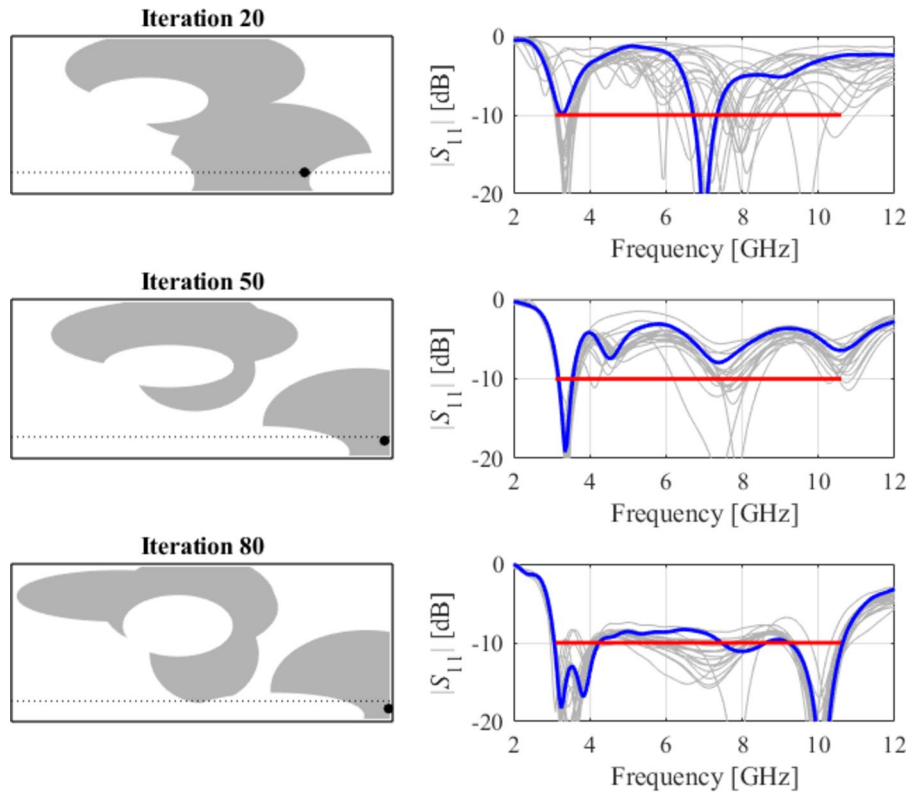 Iteration 20
0
-10
-20
|S11| [dB]
2 4 6 8 10 12
Frequency [GHz]
Iteration 50
0
-10
-20
|S11| [dB]
2 4 6 8 10 12
Frequency [GHz]
Iteration 80
0
-10
-20
|S11| [dB]
2 4 6 8 10 12
Frequency [GHz]